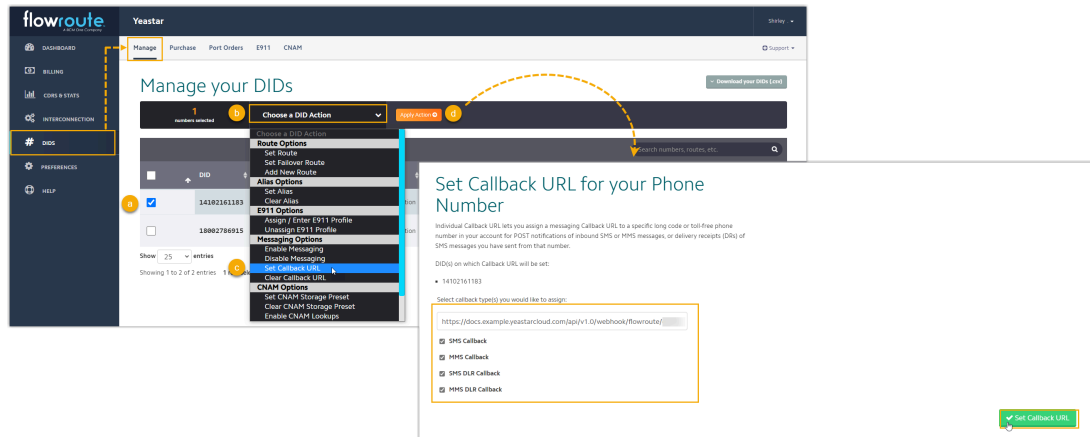 flowroute
A BCM One Company
Yeastar
Shirley .
DASHBOARD
BILLING
CDRS & STATS
INTERCONNECTION
DIDS
PREFERENCES
HELP
Manage Purchase Port Orders E911 CNAM
Support
Manage your DIDs
Download your DIDs (.csv)
1
numbers selected
b
Choose a DID Action
Apply Action
d
Choose a DID Action
Route Options
Set Route
Set Failover Route
Add New Route
Alias Options
Set Alias
Clear Alias
E911 Options
Assign / Enter E911 Profile
Unassign E911 Profile
Messaging Options
Enable Messaging
Disable Messaging
c
Set Callback URL
Clear Callback URL
CNAM Options
Set CNAM Storage Preset
Clear CNAM Storage Preset
Enable CNAM Lookups
Search numbers, routes, etc.
DID
a
14102161183
18002786915
Show 25 entries
Showing 1 to 2 of 2 entries
Set Callback URL for your Phone
Number
Individual Callback URL lets you assign a messaging Callback URL to a specific long code or toll-free phone
number in your account for POST notifications of inbound SMS or MMS messages, or delivery receipts (DRs) of
SMS messages you have sent from that number.
DID(s) on which Callback URL will be set:
• 14102161183
Select callback type(s) you would like to assign:
https://docs.example.yeastarcloud.com/api/v1.0/webhook/flowroute/
SMS Callback
MMS Callback
SMS DLR Callback
MMS DLR Callback
Set Callback URL